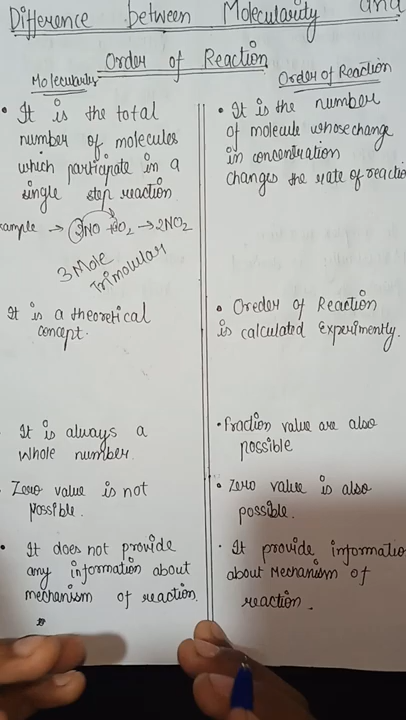 Difference between Molecularity and
Order of Reaction
Molecularity
It is the total
number of molecules
which participate in a
single step reaction
xample → 2NO + O2 → 2NO2
3 Mole
Trimolecular
It is a theoretical
concept.
It is always a
whole number.
Zero value is not
possible.
It does not provide
any information about
mechanism of reaction.
Order of Reaction
It is the number
of molecule whose change
in concentration
changes the rate of reactio
Oreder of Reaction
is calculated Experimently.
Fraction value are also
possible
Zero value is also
possible.
It provide informatio
about Mechanism of
reaction.